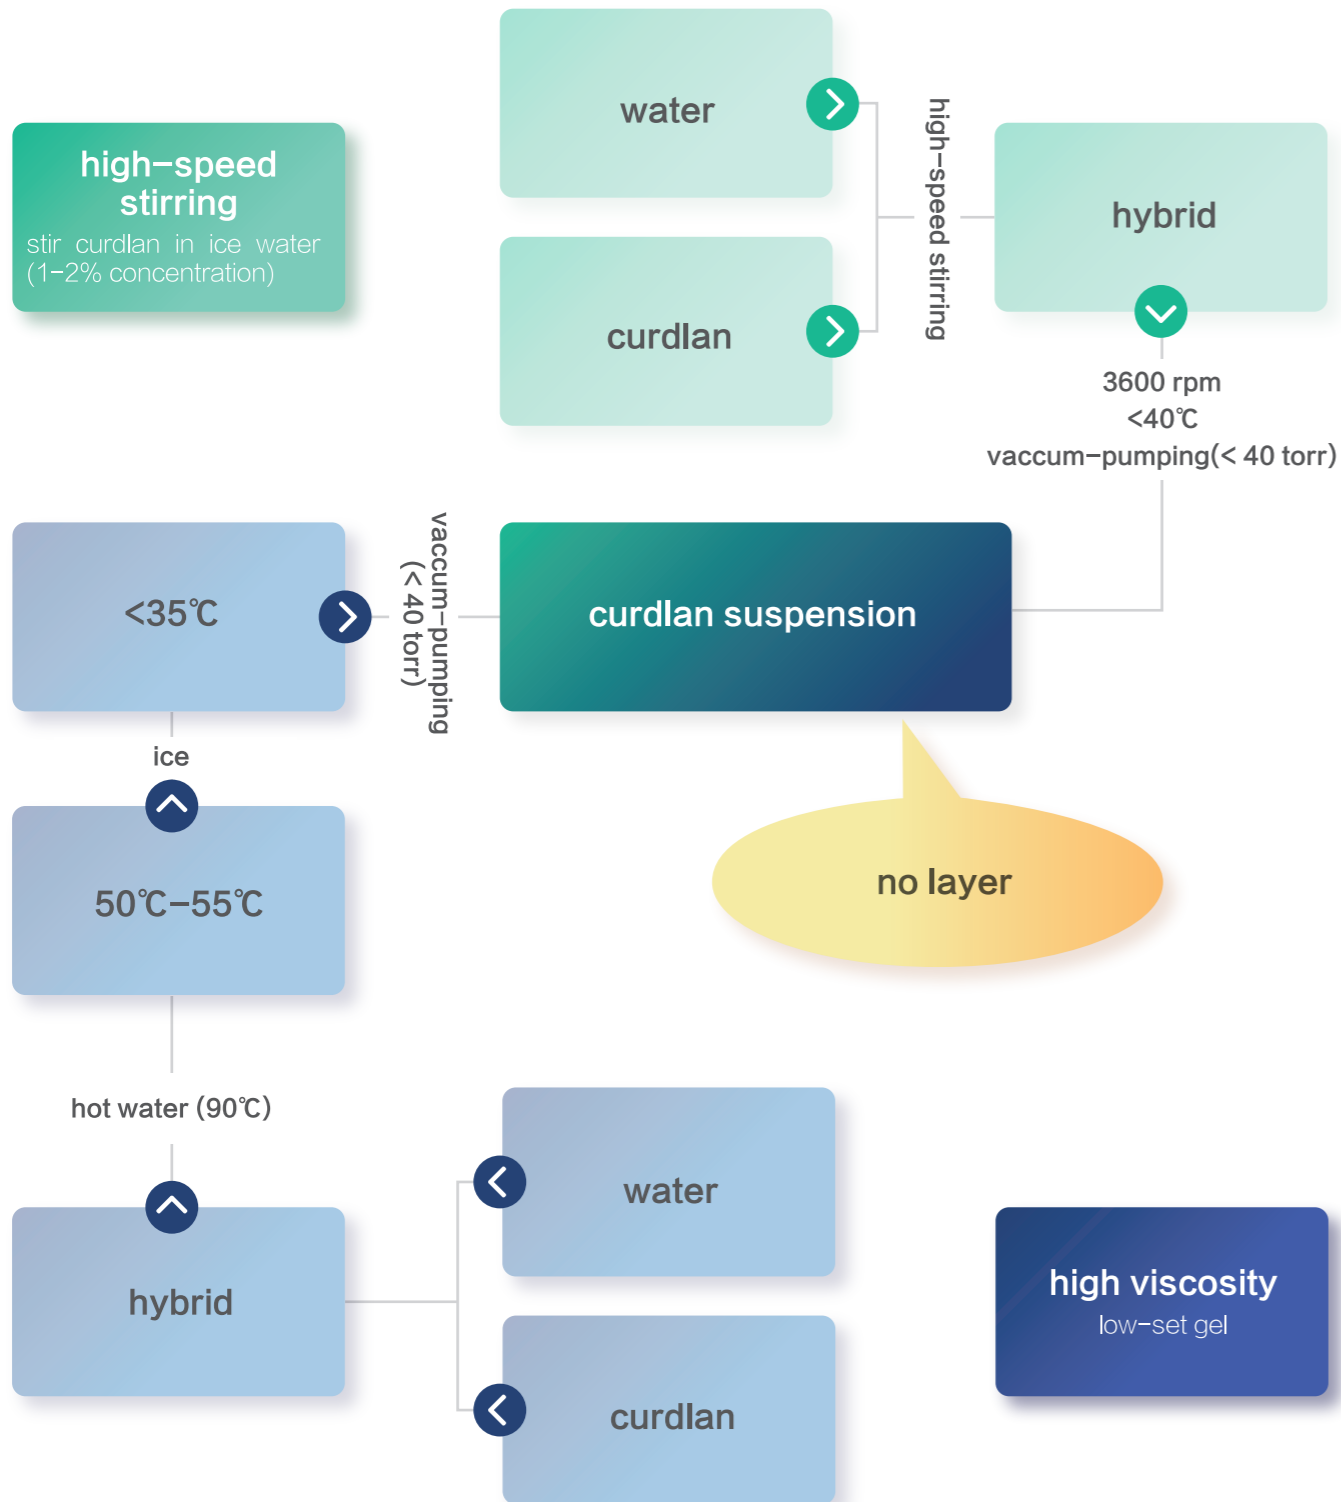 high-speed
stirring
stir curdlan in ice water
(1-2% concentration)
water
curdlan
high-speed stirring
hybrid
3600 rpm
<40℃
vaccum-pumping(< 40 torr)
<35℃
vaccum-pumping
(< 40 torr)
curdlan suspension
ice
no layer
50℃-55℃
hot water (90℃)
hybrid
water
curdlan
high viscosity
low-set gel